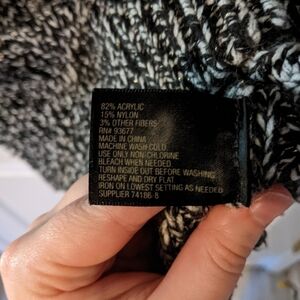 82% ACRYLIC
15% NYLON
3% OTHER FIBERS
RN# 93677
MADE IN CHINA
MACHINE WASH COLD
USE ONLY NON-CHLORINE
BLEACH WHEN NEEDED
TURN INSIDE OUT BEFORE WASHING
RESHAPE AND DRY FLAT
IRON ON LOWEST SETTING AS NEEDED
SUPPLIER 74186-8